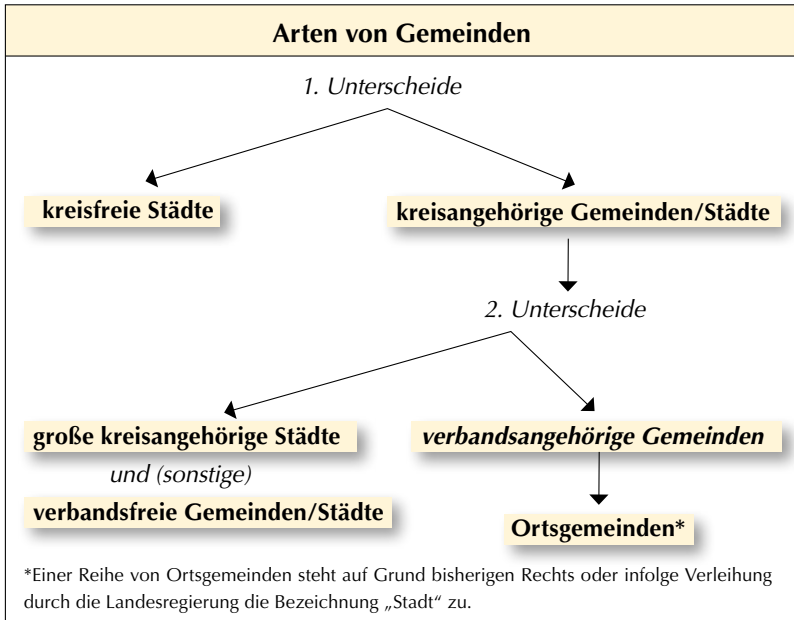 Arten von Gemeinden
1. Unterscheide
kreisfreie Städte
kreisangehörige Gemeinden/Städte
2. Unterscheide
große kreisangehörige Städte
und (sonstige)
verbandsfreie Gemeinden/Städte
verbandsangehörige Gemeinden
Ortsgemeinden*
*Einer Reihe von Ortsgemeinden steht auf Grund bisherigen Rechts oder infolge Verleihung
durch die Landesregierung die Bezeichnung „Stadt" zu.